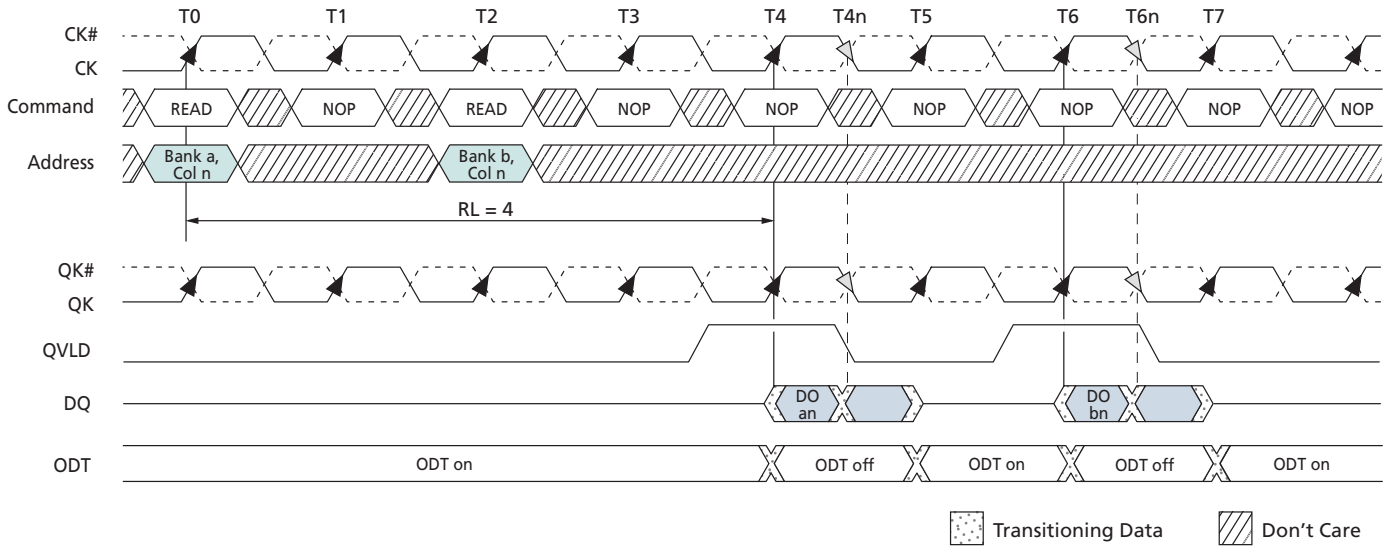 T0 T1 T2 T3 T4 T4n T5 T6 T6n T7
CK#
CK
Command READ NOP READ NOP NOP NOP NOP NOP NOP
Address Bank a, Col n Bank b, Col n
RL = 4
QK#
QK
QVLD
DQ DO an DO bn
ODT ODT on ODT off ODT on ODT off ODT on
Transitioning Data Don't Care